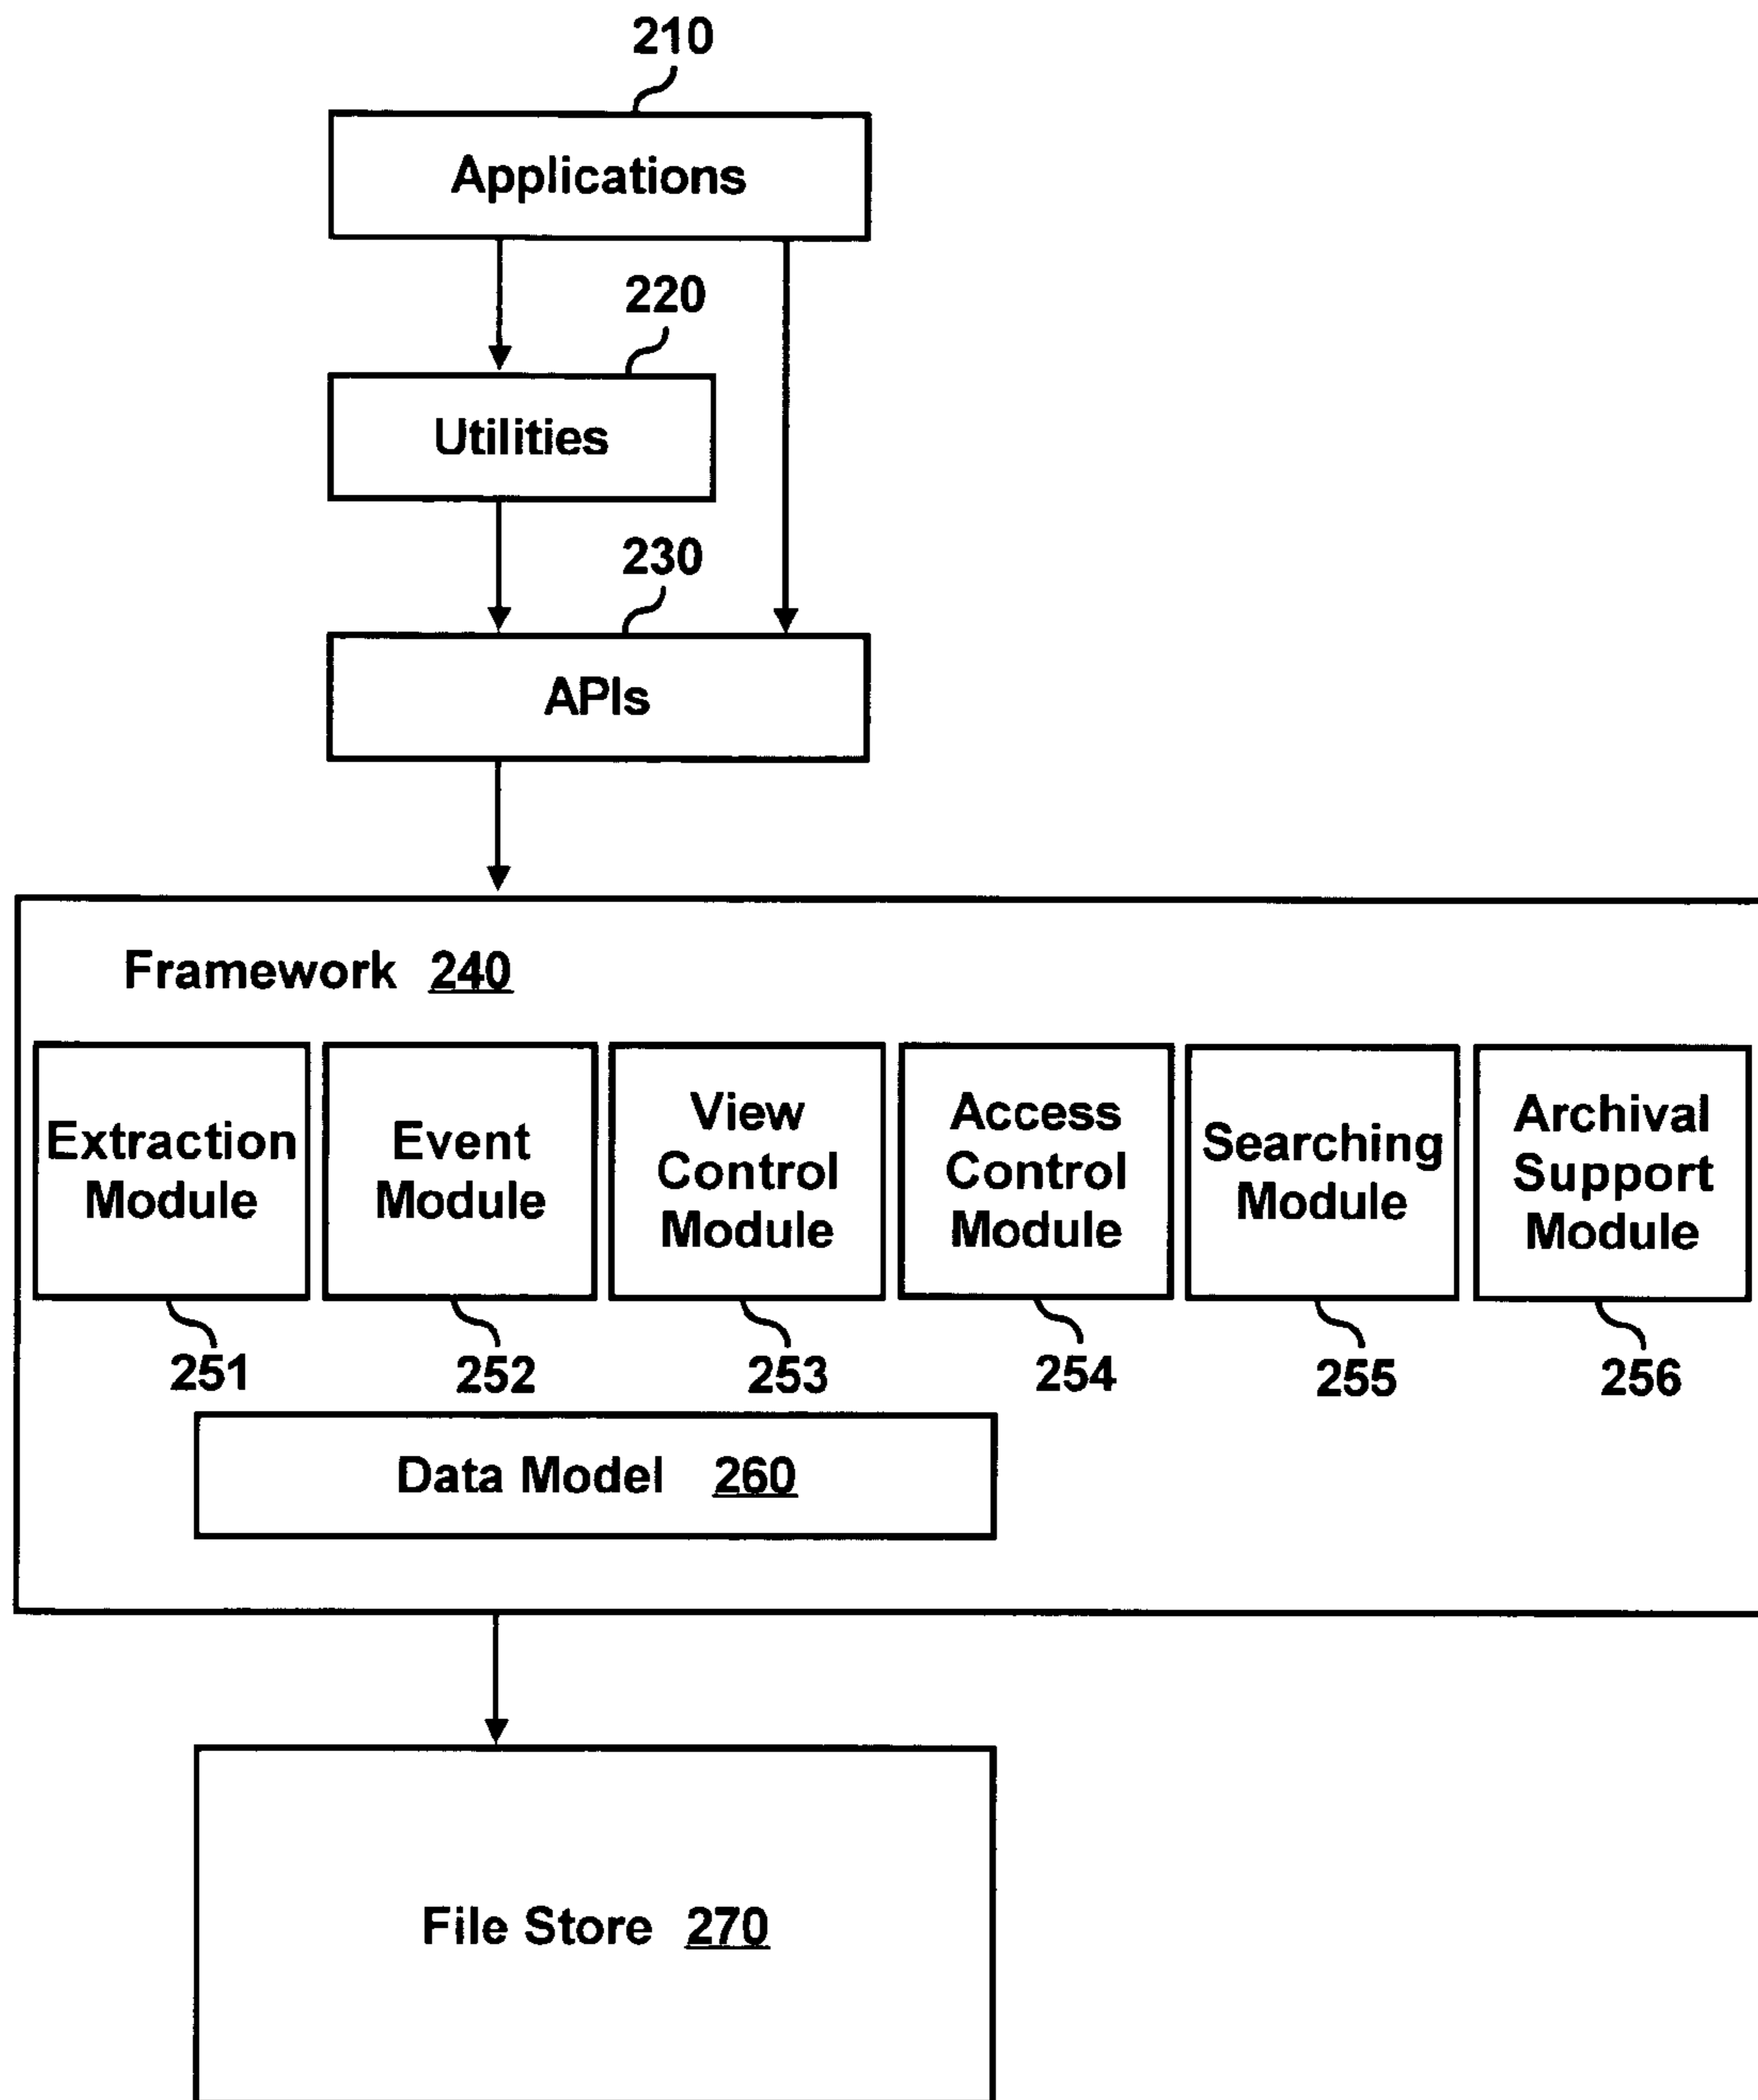 210
Applications
220
Utilities
230
APIs
Framework 240
Extraction
Module
Event
Module
View
Control
Module
Access
Control
Module
Searching
Module
Archival
Support
Module
251
252
253
254
255
256
Data Model 260
File Store 270